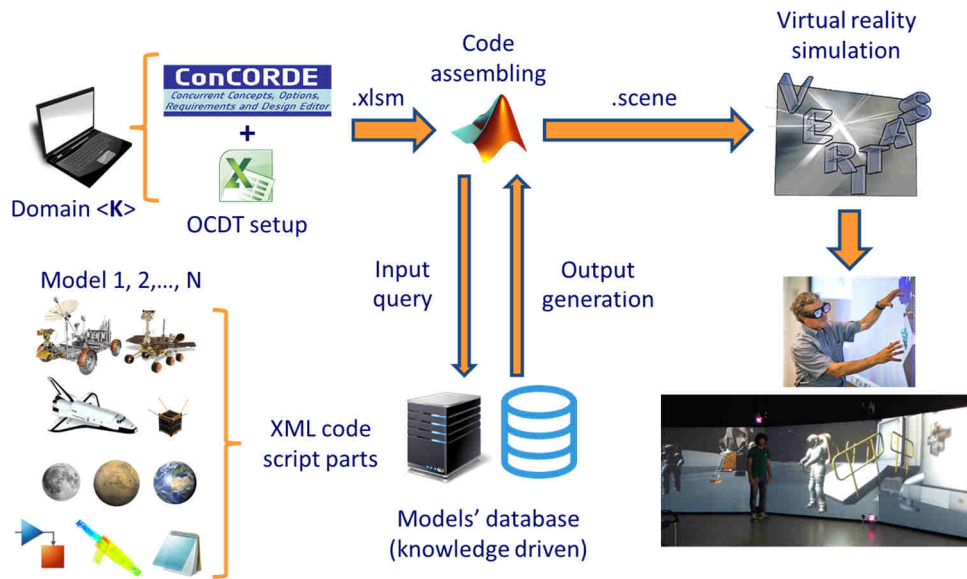 ConCORDE
Concurrent Concepts, Options,
Requirements and Design Editor
+
OCDT setup
Domain <K>
.xlsm
Code
assembling
.scene
Virtual reality
simulation
VERITAS
Input
query
Output
generation
Model 1, 2,..., N
XML code
script parts
Models' database
(knowledge driven)